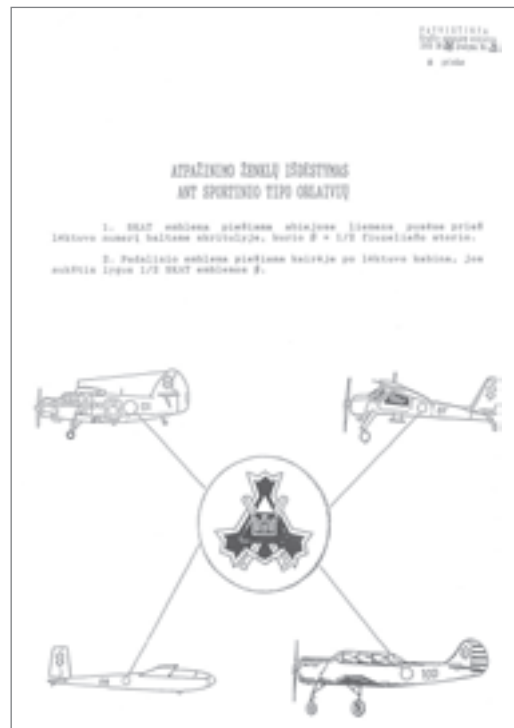 PATVIRTINTA
ATPAŽINIMO ŽENKLŲ IŠDĖSTYMAS
ANT SPORTINIO TIPO ORLAIVIŲ
1. SKAT emblema piešiama abiejose liemens pusėse prieš
lėktuvo numerį baltame skritulyje, kurio Ø = 1/2 fiuzeliažo storio.
2. Padalinio emblema piešiama kairėje po lėktuvo kabina, jos
aukštis lygus 1/2 SKAT emblemos Ø.